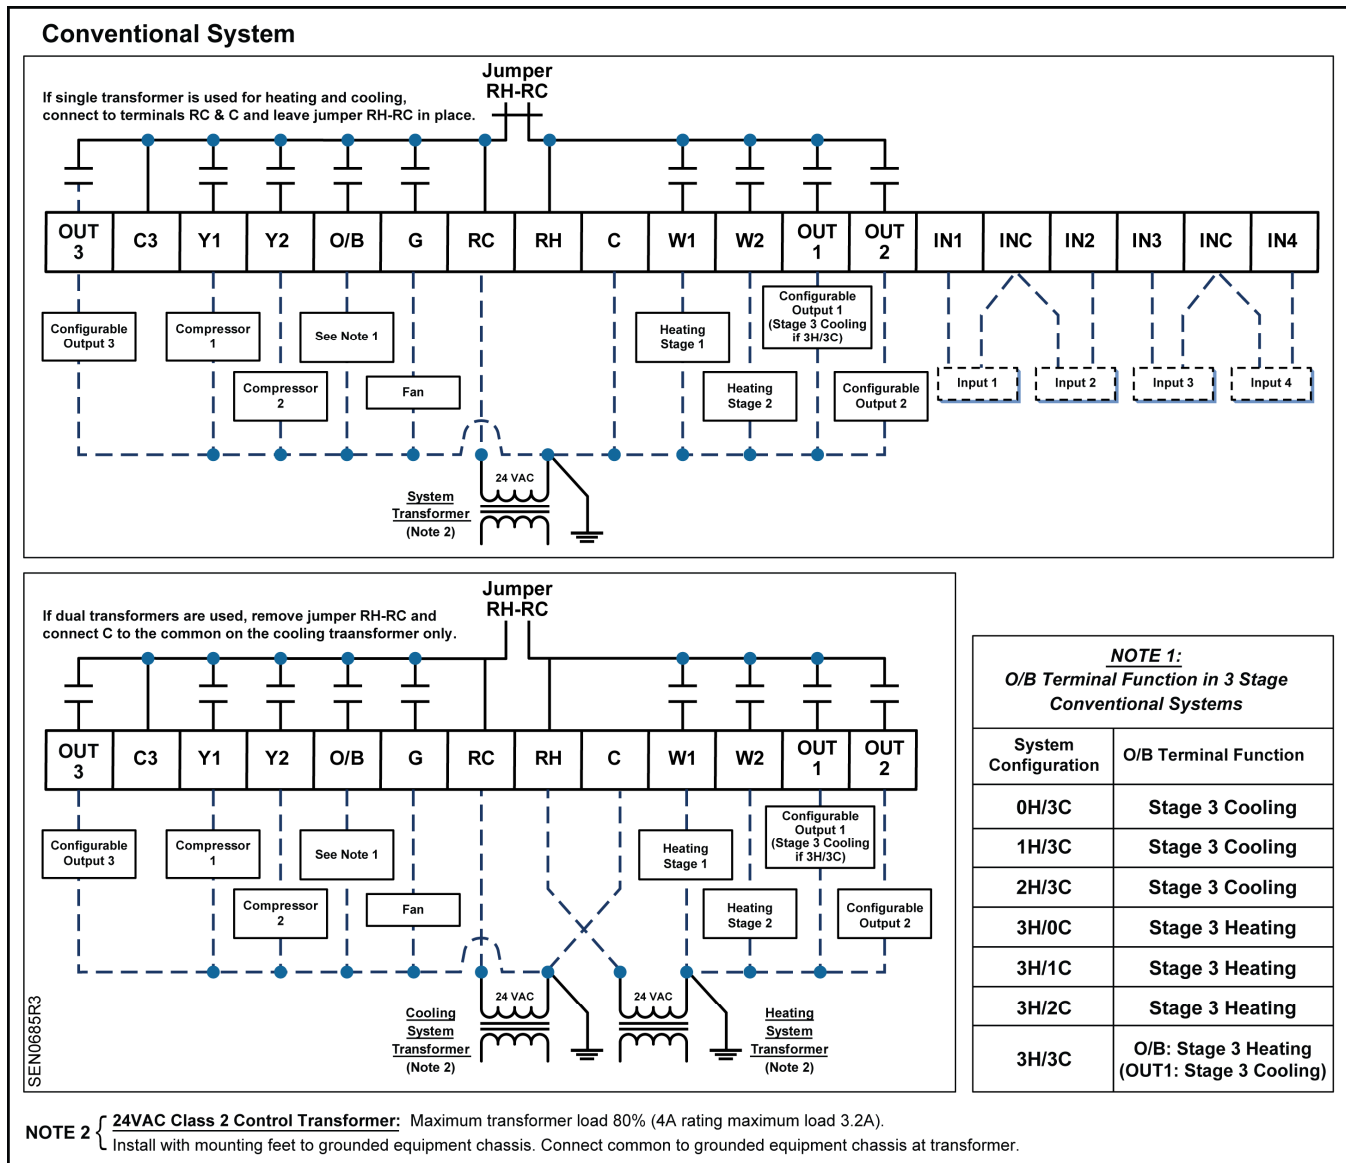 Conventional System
Jumper
RH-RC
If single transformer is used for heating and cooling,
connect to terminals RC & C and leave jumper RH-RC in place.
OUT 3
C3
Y1
Y2
O/B
G
RC
RH
C
W1
W2
OUT 1
OUT 2
IN1
INC
IN2
IN3
INC
IN4
Configurable
Output 3
Compressor
1
Compressor
2
See Note 1
Fan
Heating
Stage 1
Heating
Stage 2
Configurable
Output 1
(Stage 3 Cooling
if 3H/3C)
Configurable
Output 2
Input 1
Input 2
Input 3
Input 4
24 VAC
System
Transformer
(Note 2)
Jumper
RH-RC
If dual transformers are used, remove jumper RH-RC and
connect C to the common on the cooling traansformer only.
OUT 3
C3
Y1
Y2
O/B
G
RC
RH
C
W1
W2
OUT 1
OUT 2
Configurable
Output 3
Compressor
1
Compressor
2
See Note 1
Fan
Heating
Stage 1
Heating
Stage 2
Configurable
Output 1
(Stage 3 Cooling
if 3H/3C)
Configurable
Output 2
Cooling
System
Transformer
(Note 2)
24 VAC
24 VAC
Heating
System
Transformer
(Note 2)
SEN0685R3
NOTE 1:
O/B Terminal Function in 3 Stage
Conventional Systems
System
Configuration
O/B Terminal Function
0H/3C Stage 3 Cooling
1H/3C Stage 3 Cooling
2H/3C Stage 3 Cooling
3H/0C Stage 3 Heating
3H/1C Stage 3 Heating
3H/2C Stage 3 Heating
3H/3C O/B: Stage 3 Heating
(OUT1: Stage 3 Cooling)
NOTE 2 { 24VAC Class 2 Control Transformer: Maximum transformer load 80% (4A rating maximum load 3.2A).
Install with mounting feet to grounded equipment chassis. Connect common to grounded equipment chassis at transformer.